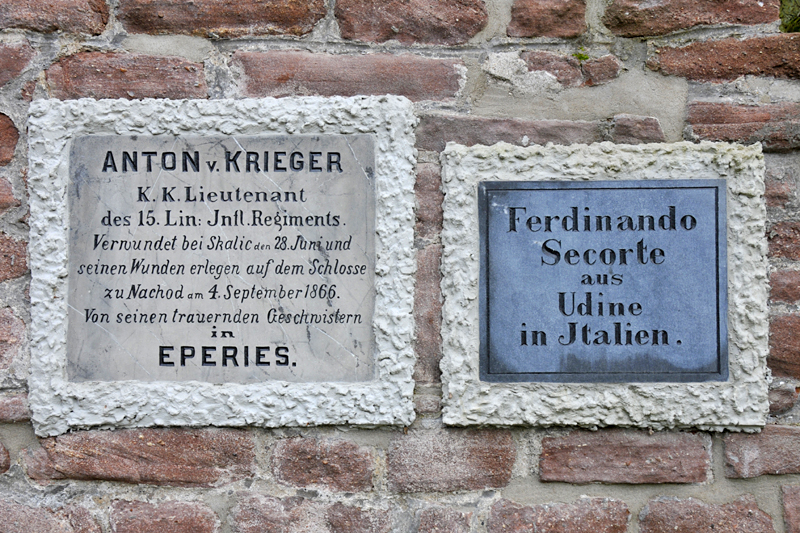 ANTON v. KRIEGER
K. K. Lieutenant
des 15. Lin: Jnft. Regiments.
Verwundet bei Skalic den 28. Juni und
seinen Wunden erlegen auf dem Schlosse
zu Nachod am 4. September 1866.
Von seinen trauernden Geschwistern
in
EPERIES.
Ferdinando
Secorte
aus
Udine
in Jtalien.